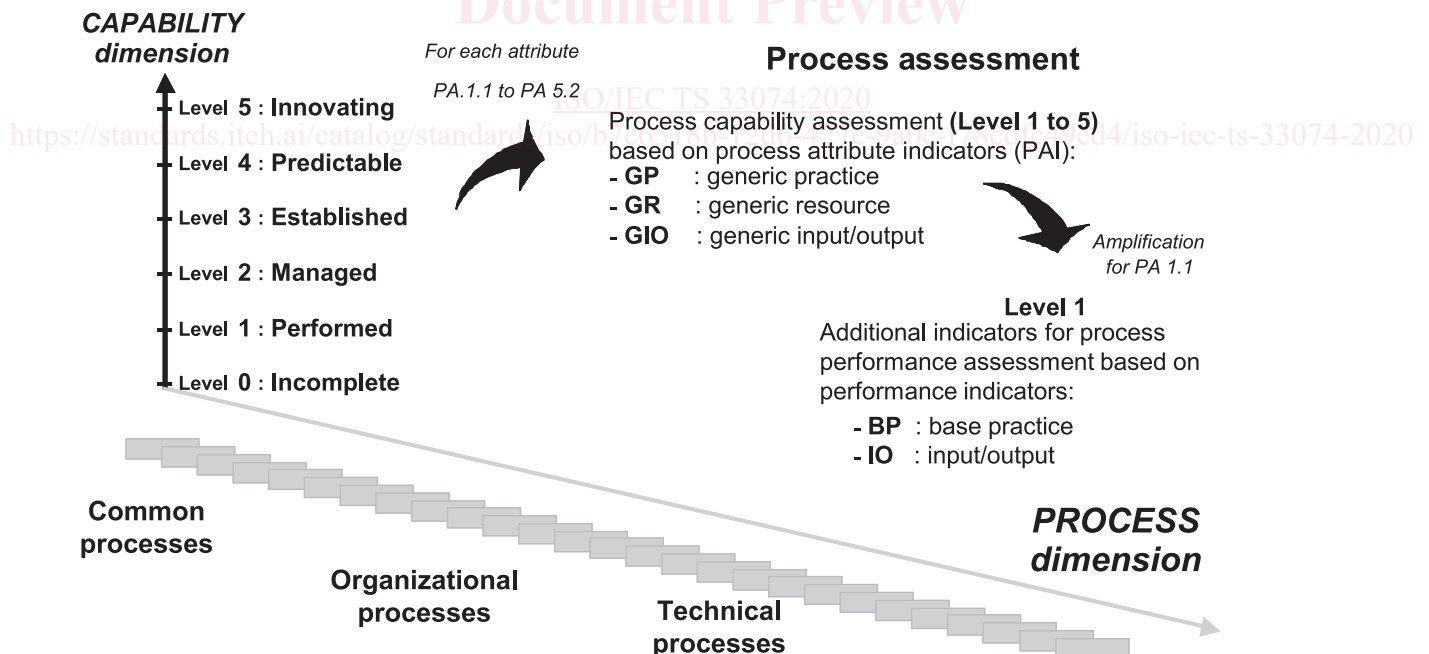 Document Preview
CAPABILITY
dimension
Level 5 : Innovating
Level 4 : Predictable
Level 3 : Established
Level 2 : Managed
Level 1 : Performed
Level 0 : Incomplete
For each attribute
PA.1.1 to PA 5.2
Process assessment
ISO/IEC TS 33074:2020
Process capability assessment (Level 1 to 5)
based on process attribute indicators (PAI):
- GP : generic practice
- GR : generic resource
- GIO : generic input/output
Amplification
for PA 1.1
Level 1
Additional indicators for process
performance assessment based on
performance indicators:
- BP : base practice
- IO : input/output
Common
processes
Organizational
processes
Technical
processes
PROCESS
dimension